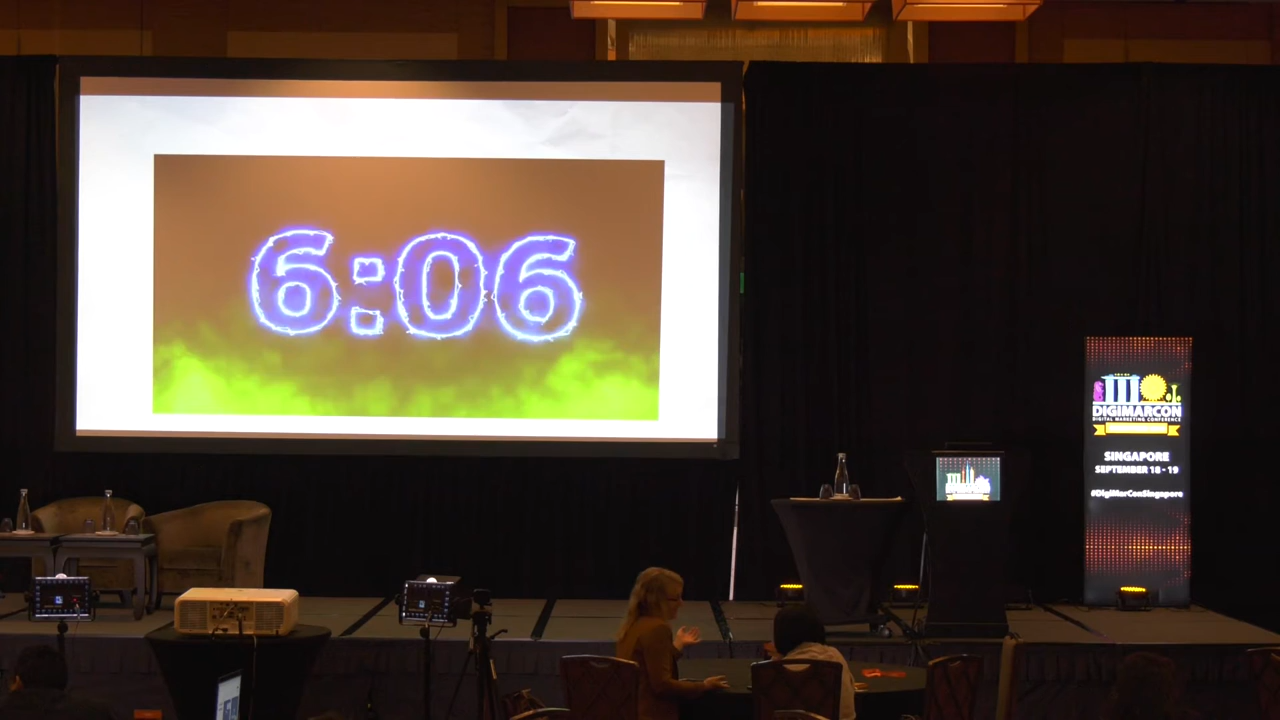 6:06
DIGIMARCON
DIGITAL MARKETING CONFERENCE
SINGAPORE
SEPTEMBER 18 - 19
#DigiMarConSingapore